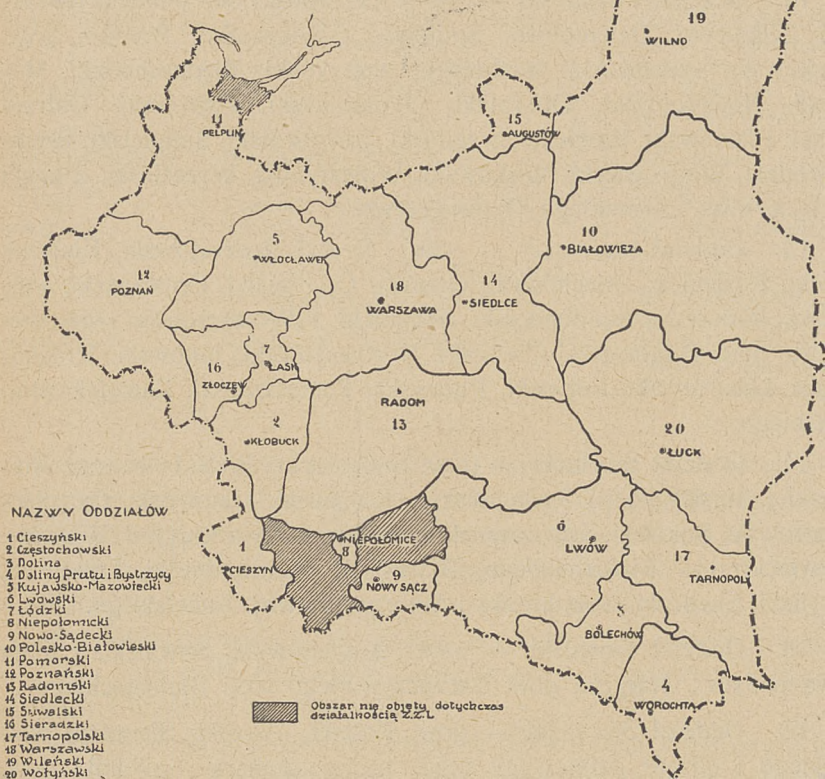 19
WILNO
11
PELPLIN
15
AUGUSTÓW
10
BIAŁOWIEZA
5
WŁOCŁAWEK
12
POZNAŃ
18
WARSZAWA
14
SIEDLCE
7
ŁASK
16
ZŁOCZEW
RADOM
13
2
KŁOBUCK
20
ŁUCK
NAZWY ODDZIAŁÓW
1 Cieszyński
2 Częstochowski
3 Dolina
4 Doliny Prutu i Bystrzycy
5 Kujawsko-Mazowiecki
6 Lwowski
7 Łódzki
8 Niepołomicki
9 Nowo-Sądecki
10 Polesko-Białowieski
11 Pomorski
12 Poznański
13 Radomski
14 Siedlecki
15 Suwalski
16 Sieradzki
17 Tarnopolski
18 Warszawski
19 Wileński
20 Wołyński
1
CIESZYN
NIEPOŁOMICE
8
9
NOWY SĄCZ
6
LWÓW
17
TARNOPOL
3
BOLECHÓW
4
WOROCHTA
Obszar nie objęty dotychczas
działalnością Z.Z.L